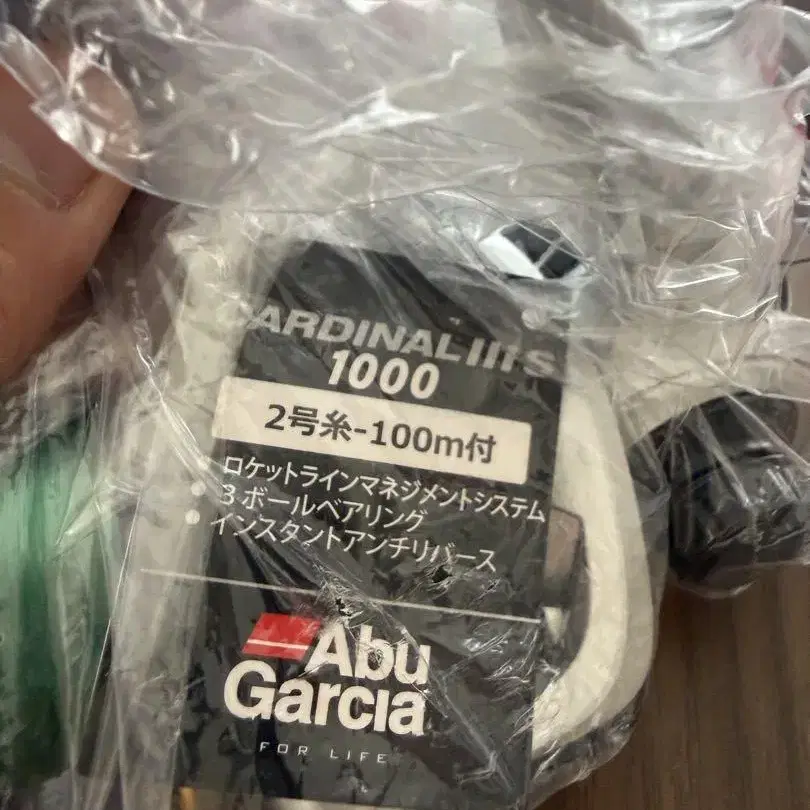 CARDINAL III S
1000
2号糸-100m付
ロケットラインマネジメントシステム
• 3ボールベアリング
• インスタントアンチリバース
Abu
Garcia
FOR LIFE